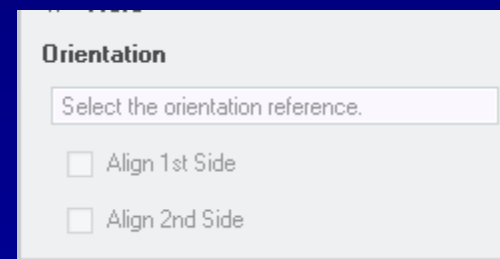 Orientation
Select the orientation reference.
Align 1st Side
Align 2nd Side